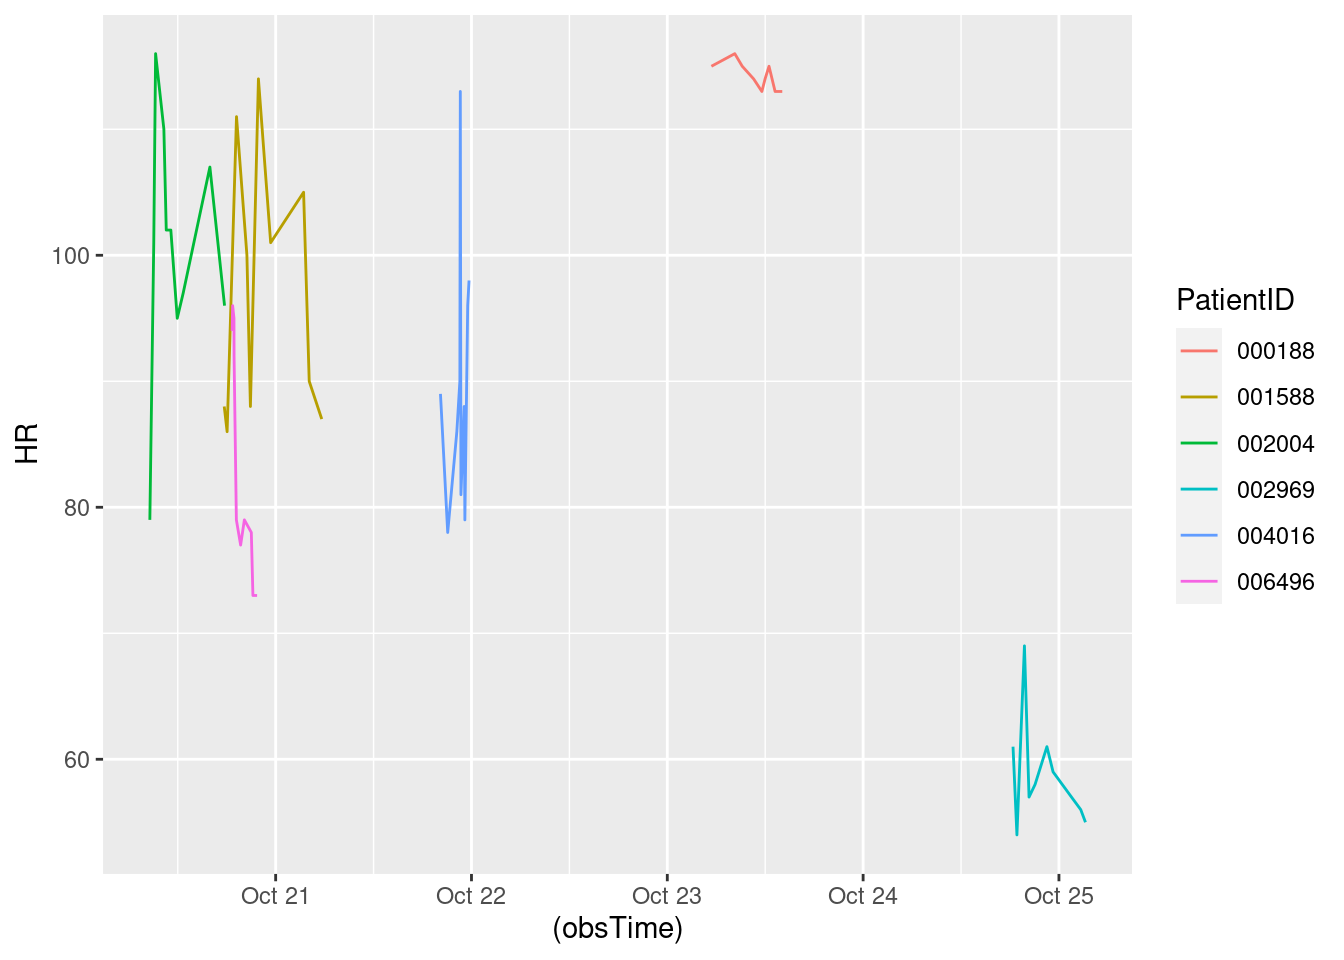 HR
100
80
60
Oct 21
Oct 22
Oct 23
Oct 24
Oct 25
(obsTime)
PatientID
000188
001588
002004
002969
004016
006496